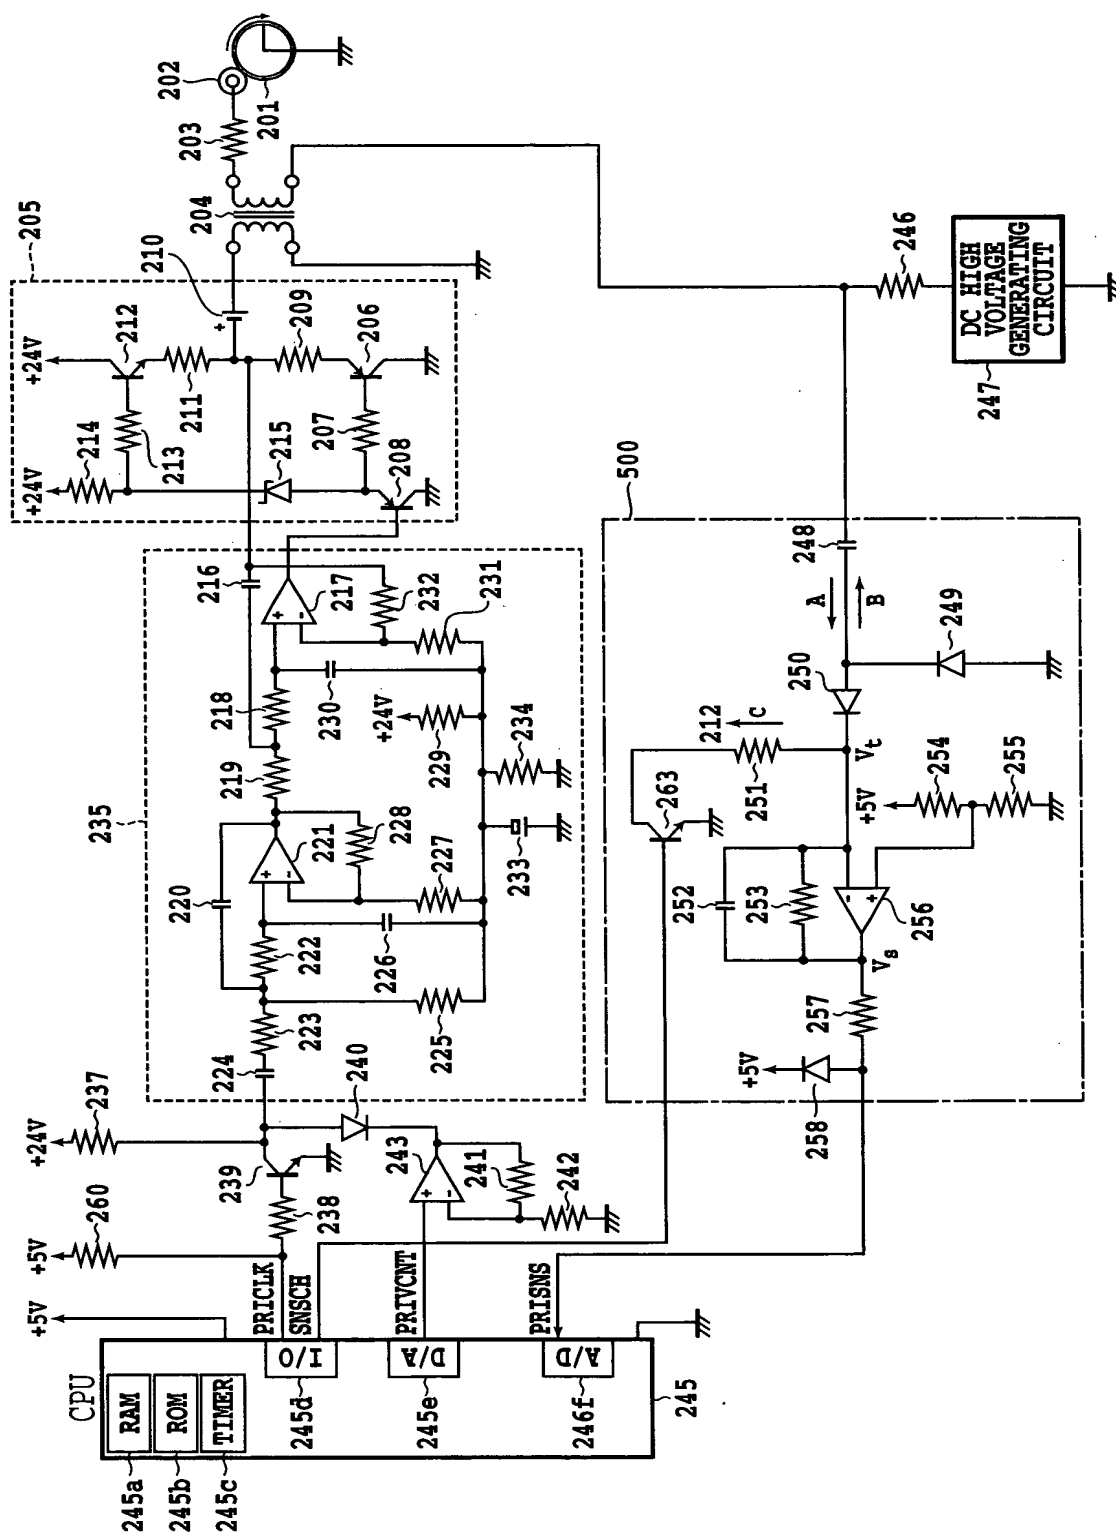 CPU
RAM
ROM
TIMER
245a
245b
245c
I/O
245d
D/A
245e
A/D
246f
245
PRICLK
SNSCH
PRIVCNT
PRISNS
+5V
+5V
260
+24V
237
238
239
240
241
242
243
235
224
223
225
220
222
226
221
228
227
233
219
218
230
+24V
229
234
216
217
232
231
205
+24V
214
213
+24V
212
211
215
207
208
210
+
209
206
204
203
202
201
500
+5V
258
257
Vs
252
253
256
-
+
263
212
C
251
Vt
+5V
254
255
250
A
B
249
248
246
DC HIGH
VOLTAGE
GENERATING
CIRCUIT
247
+
-
+
-
+
-